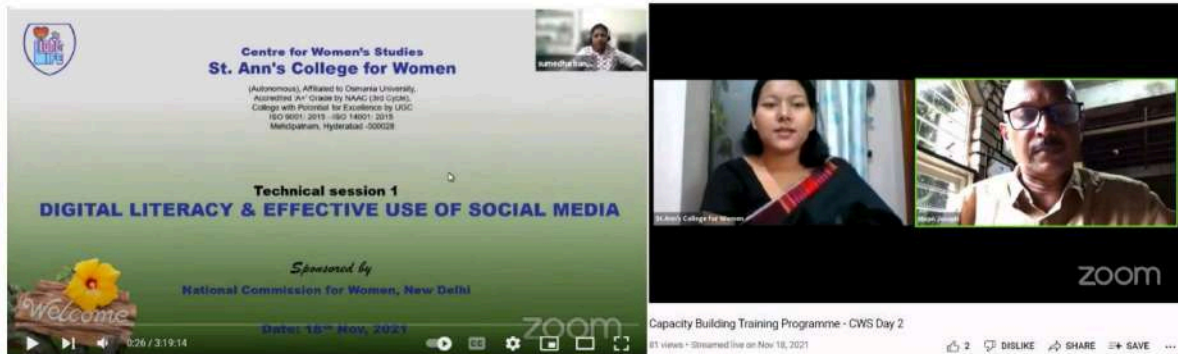 LIFE
Centre for Women's Studies
St. Ann's College for Women
(Autonomous), Affiliated to Osmania University,
Accredited 'A+' Grade by NAAC (3rd Cycle),
College with Potential for Excellence by UGC
ISO 9001: 2015 - ISO 14001: 2015
Mehdipatnam, Hyderabad -500028
Technical session 1
DIGITAL LITERACY & EFFECTIVE USE OF SOCIAL MEDIA
Sponsored by
National Commission for Women, New Delhi
Welcome
Date: 18th Nov, 2021
zoom
0:26 / 3:19:14
CC
St.Ann's College for Women
zoom
Capacity Building Training Programme - CWS Day 2
81 views • Streamed live on Nov 18, 2021
2 DISLIKE SHARE SAVE